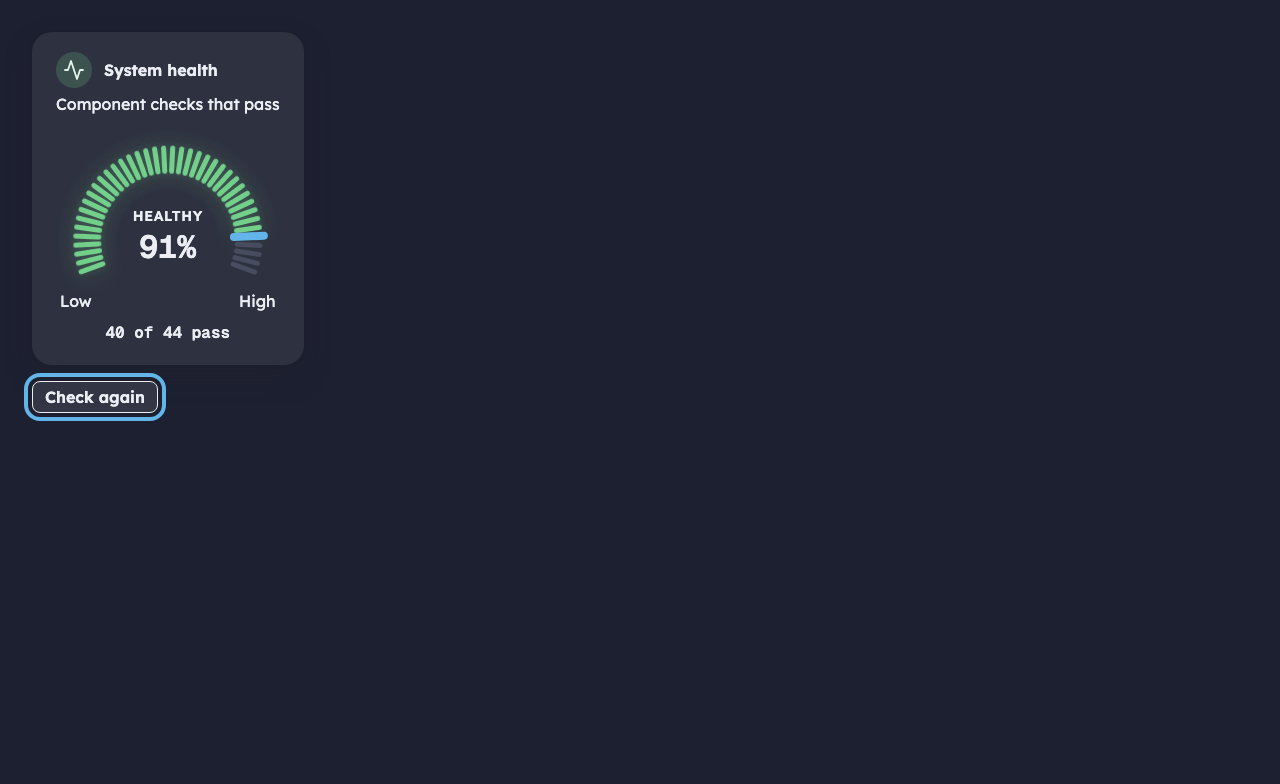 System health
Component checks that pass
HEALTHY
91%
Low
High
40 of 44 pass
Check again